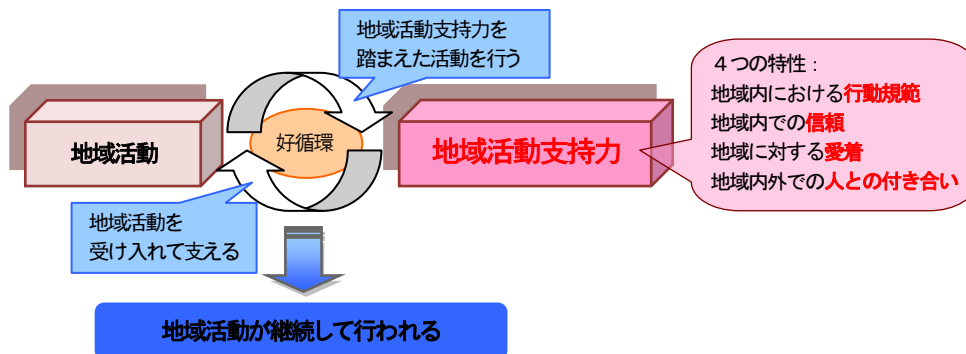 地域活動支持力を
踏まえた活動を行う
４つの特性：
地域内における行動規範
地域内での信頼
地域に対する愛着
地域内外での人との付き合い
地域活動
好循環
地域活動支持力
地域活動を
受け入れて支える
地域活動が継続して行われる